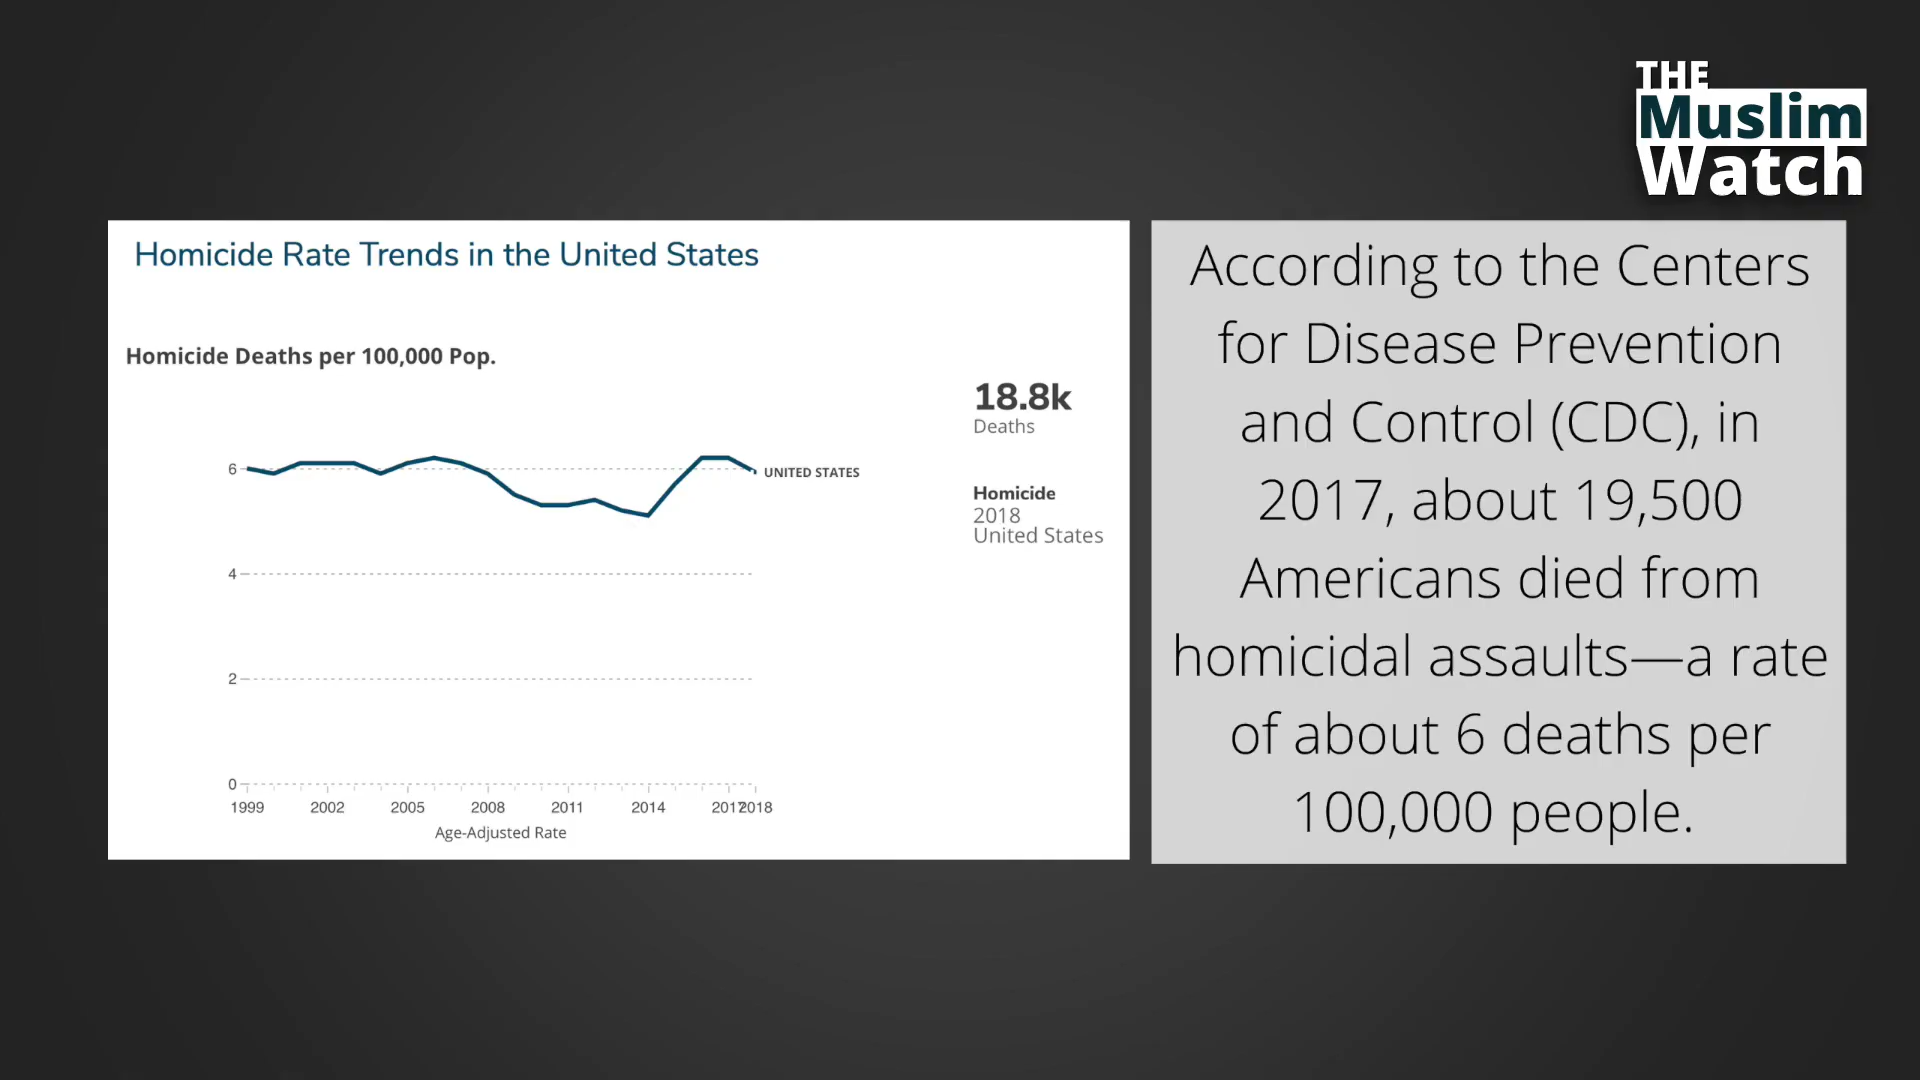 THE
Muslim
Watch
Homicide Rate Trends in the United States
Homicide Deaths per 100,000 Pop.
18.8k
Deaths
Homicide
2018
United States
6
UNITED STATES
4
2
0
1999 2002 2005 2008 2011 2014 2017 2018
Age-Adjusted Rate
According to the Centers
for Disease Prevention
and Control (CDC), in
2017, about 19,500
Americans died from
homicidal assaults—a rate
of about 6 deaths per
100,000 people.